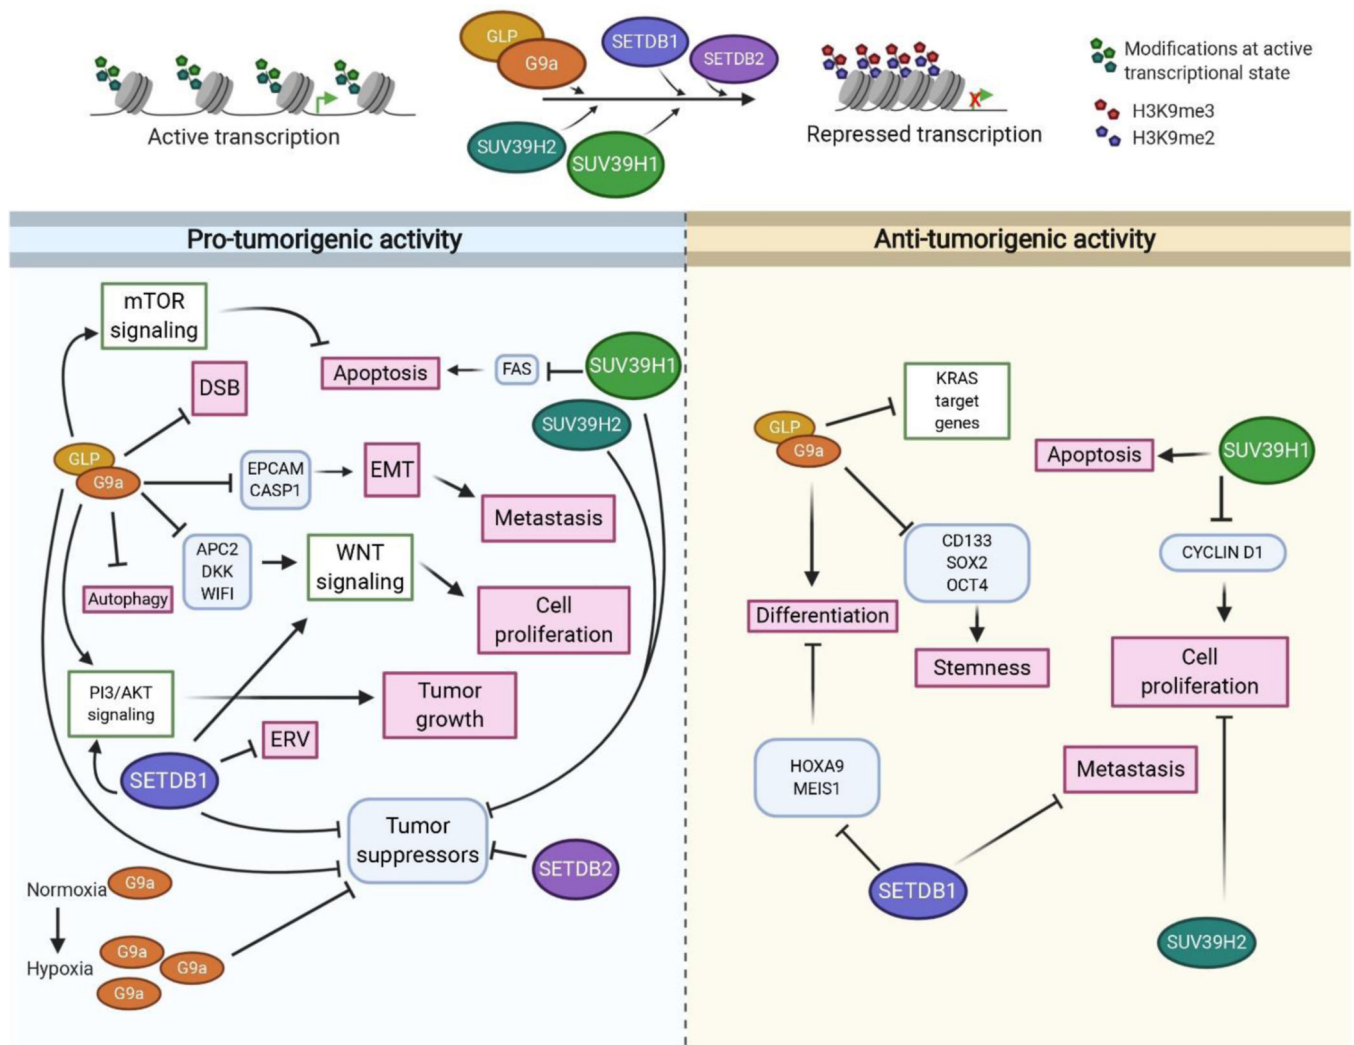 GLP
G9a
SETDB1
SETDB2
SUV39H2
SUV39H1
Active transcription
Repressed transcription
X
Modifications at active
transcriptional state
H3K9me3
H3K9me2
Pro-tumorigenic activity
Anti-tumorigenic activity
mTOR
signaling
DSB
Apoptosis
FAS
SUV39H1
SUV39H2
GLP
G9a
EPCAM
CASP1
EMT
Metastasis
APC2
DKK
WIFI
WNT
signaling
Autophagy
Cell
proliferation
PI3/AKT
signaling
Tumor
growth
ERV
SETDB1
Tumor
suppressors
SETDB2
Normoxia
G9a
Hypoxia
G9a
G9a
G9a
KRAS
target
genes
GLP
G9a
Apoptosis
SUV39H1
CD133
SOX2
OCT4
CYCLIN D1
Differentiation
Stemness
Cell
proliferation
HOXA9
MEIS1
Metastasis
SETDB1
SUV39H2